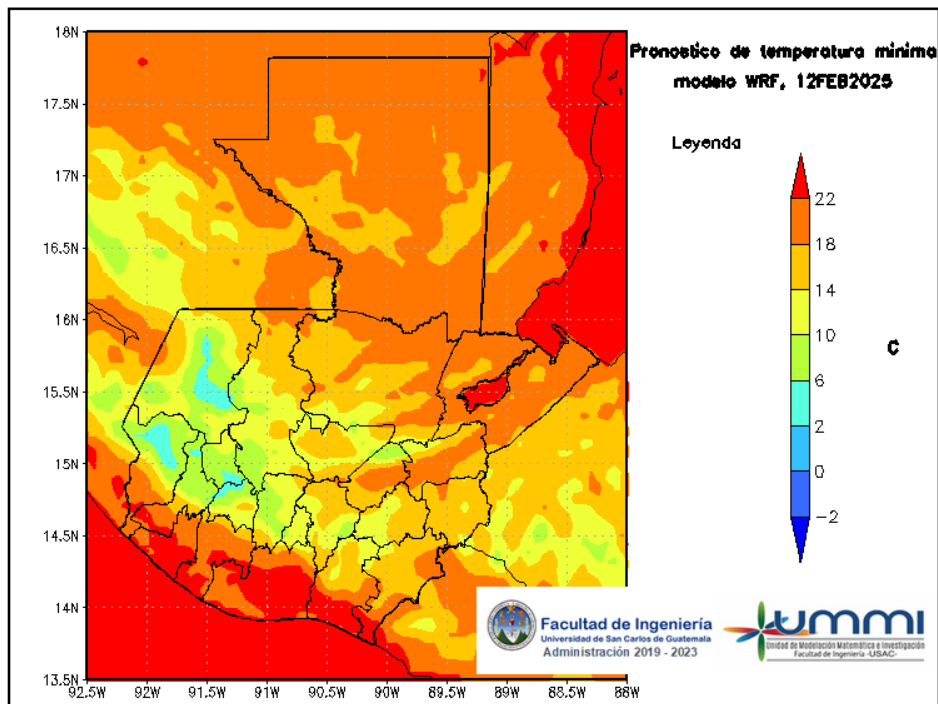 Pronostico de temperatura minima
modelo WRF, 12FEB2025
Leyenda
22
18
14
10
6
2
0
−2
C
18N
17.5N
17N
16.5N
16N
15.5N
15N
14.5N
14N
13.5N
92.5W
92W
91.5W
91W
90.5W
90W
89.5W
89W
88.5W
88W
Facultad de Ingeniería
Universidad de San Carlos de Guatemala
Administración 2019 - 2023
UMMI
Unidad de Modelación Matemática e Investigación
Facultad de Ingeniería -USAC-